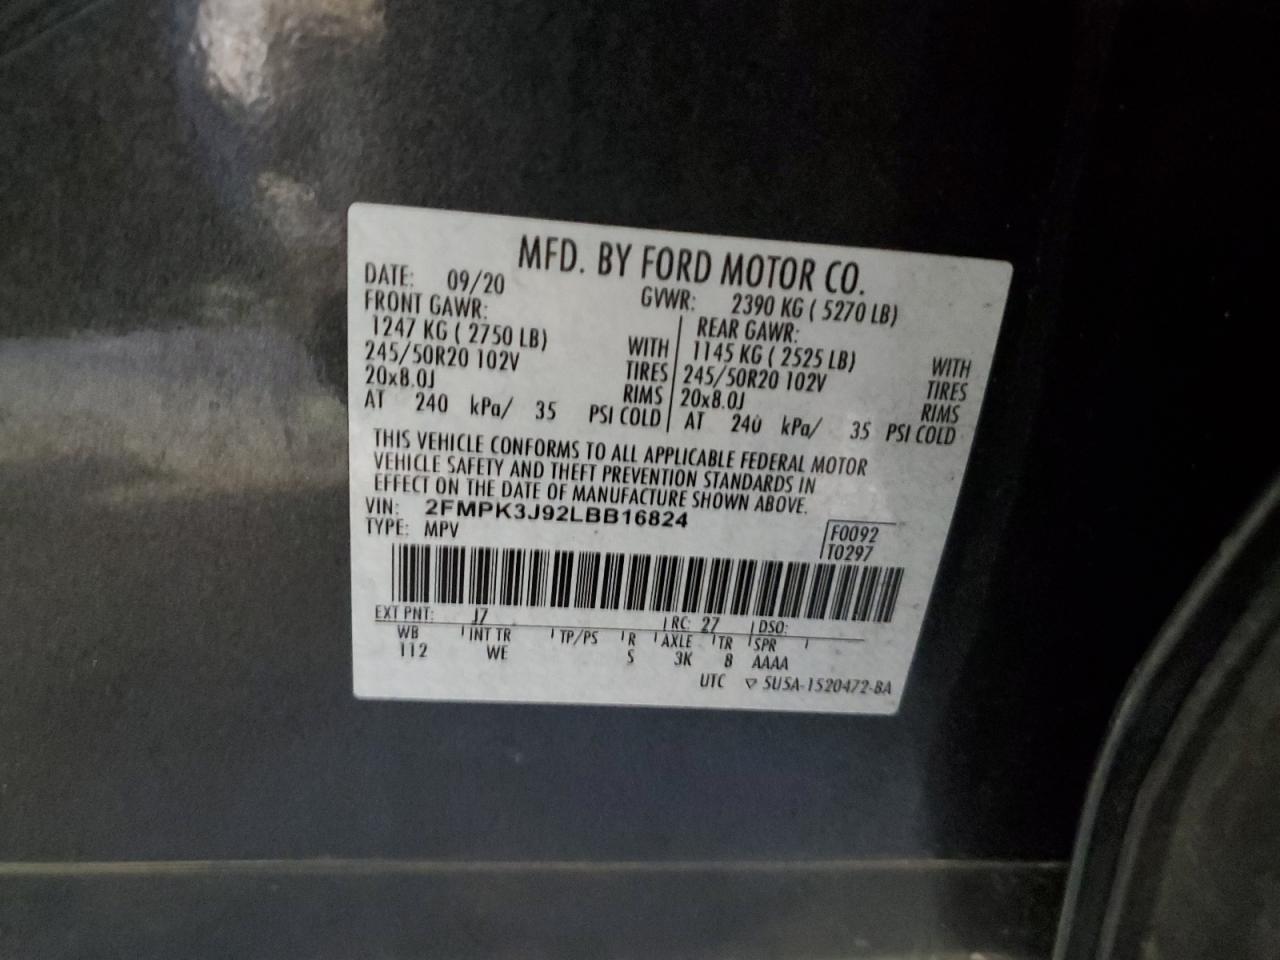 MFD. BY FORD MOTOR CO.
DATE: 09/20 GVWR: 2390 KG ( 5270 LB)
FRONT GAWR: REAR GAWR:
1247 KG ( 2750 LB) WITH 1145 KG ( 2525 LB) WITH
245/50R20 102V TIRES 245/50R20 102V TIRES
20x8.0J RIMS 20x8.0J RIMS
AT 240 kPa/ 35 PSI COLD AT 240 kPa/ 35 PSI COLD
THIS VEHICLE CONFORMS TO ALL APPLICABLE FEDERAL MOTOR
VEHICLE SAFETY AND THEFT PREVENTION STANDARDS IN
EFFECT ON THE DATE OF MANUFACTURE SHOWN ABOVE.
VIN: 2FMPK3J92LBB16824
TYPE: MPV
F0092
T0297
EXT PNT: J7 RC: 27 DSO:
WB INT TR TP/PS R AXLE TR SPR
112 WE S 3K 8 AAAA
UTC ▽ 5U5A-1520472-BA